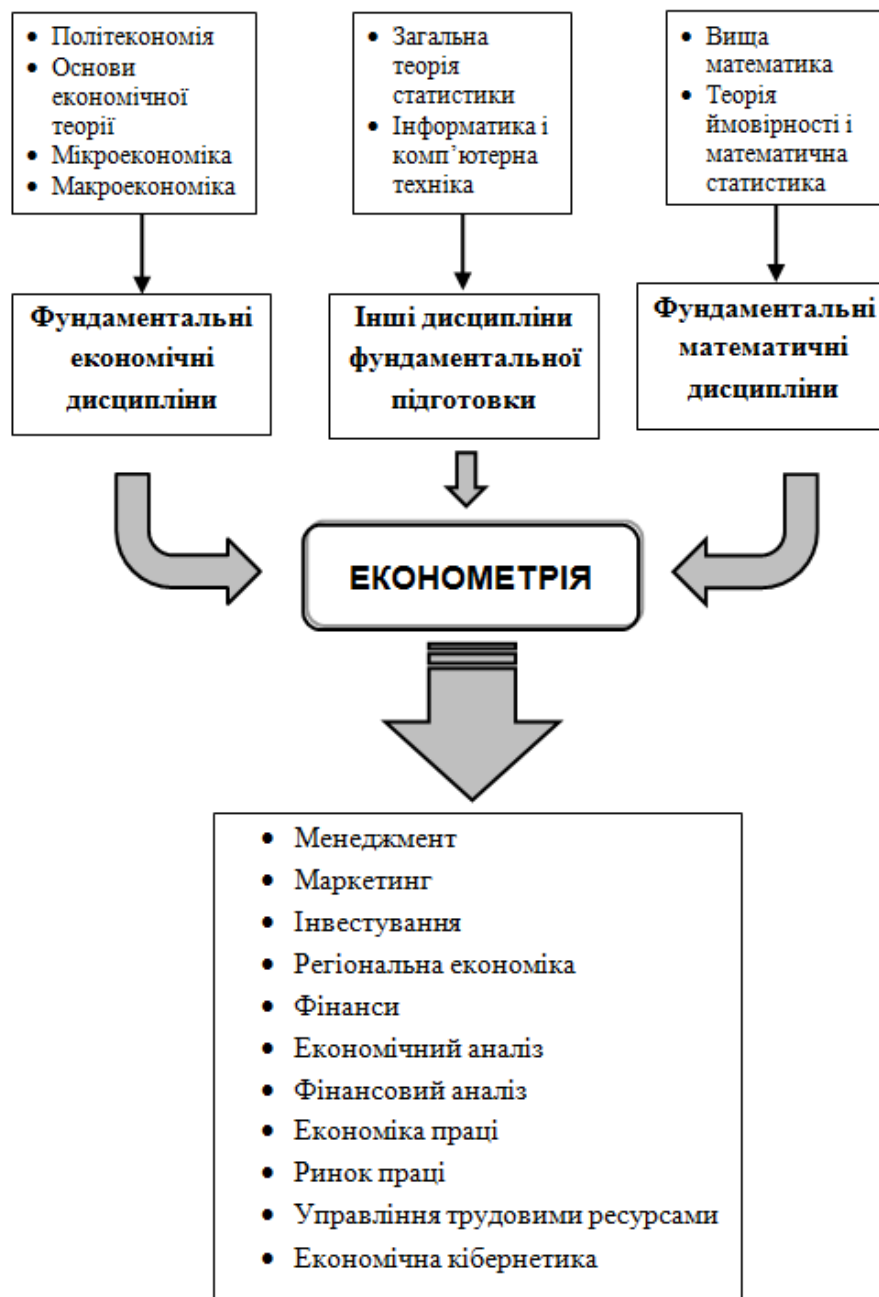 • Політекономія
• Основи
економічної
теорії
• Мікроекономіка
• Макроекономіка
• Загальна
теорія
статистики
• Інформатика і
комп’ютерна
техніка
• Вища
математика
• Теорія
ймовірності і
математична
статистика
Фундаментальні
економічні
дисципліни
Інші дисципліни
фундаментальної
підготовки
Фундаментальні
математичні
дисципліни
ЕКОНОМЕТРІЯ
• Менеджмент
• Маркетинг
• Інвестування
• Регіональна економіка
• Фінанси
• Економічний аналіз
• Фінансовий аналіз
• Економіка праці
• Ринок праці
• Управління трудовими ресурсами
• Економічна кібернетика